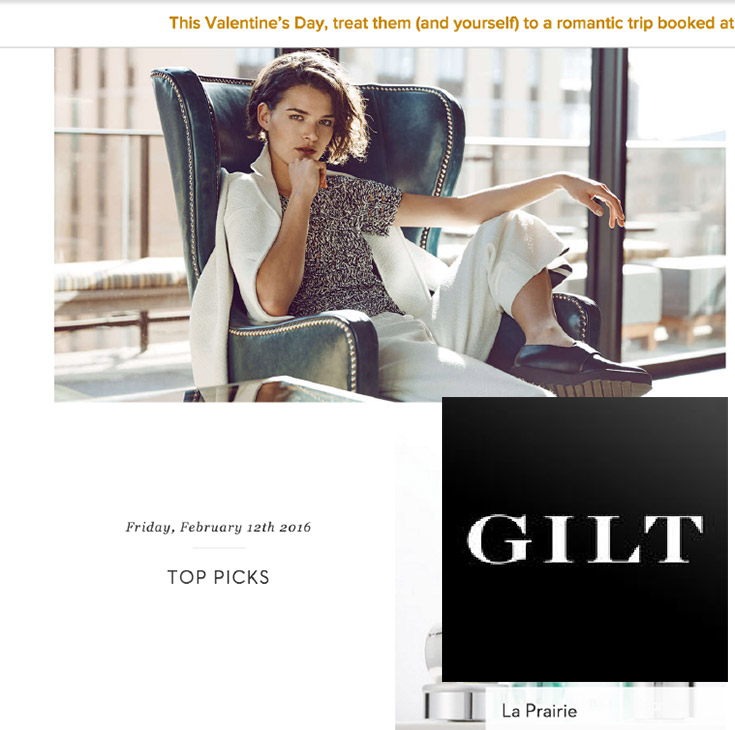 This Valentine's Day, treat them (and yourself) to a romantic trip booked at
Friday, February 12th 2016
TOP PICKS
GILT
La Prairie